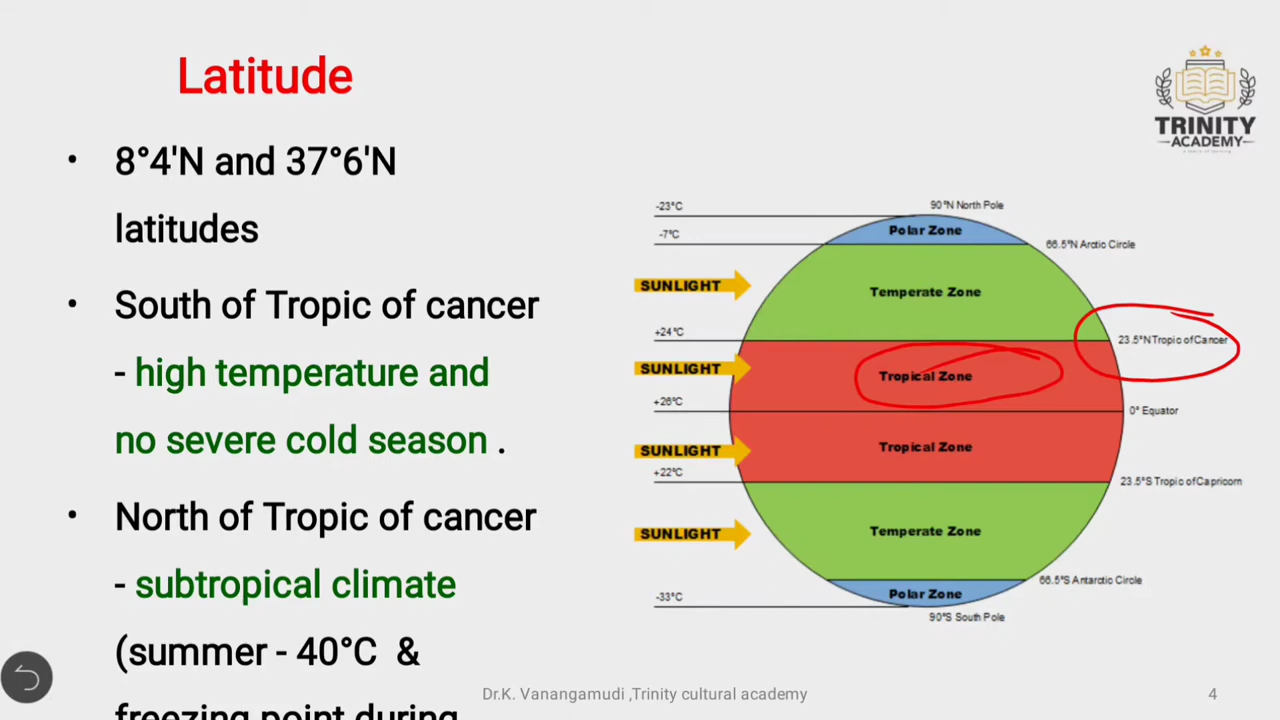 Latitude
• 8°4'N and 37°6'N
latitudes
• South of Tropic of cancer
- high temperature and
no severe cold season .
• North of Tropic of cancer
- subtropical climate
(summer - 40°C &
freezing point during
TRINITY
ACADEMY
-23°C
90°N North Pole
-7°C
Polar Zone
66.5°N Arctic Circle
SUNLIGHT
Temperate Zone
+24°C
23.5°N Tropic of Cancer
SUNLIGHT
Tropical Zone
+26°C
0° Equator
SUNLIGHT
Tropical Zone
+22°C
23.5°S Tropic of Capricorn
SUNLIGHT
Temperate Zone
66.5°S Antarctic Circle
-33°C
Polar Zone
90°S South Pole
Dr.K. Vanangamudi ,Trinity cultural academy
4